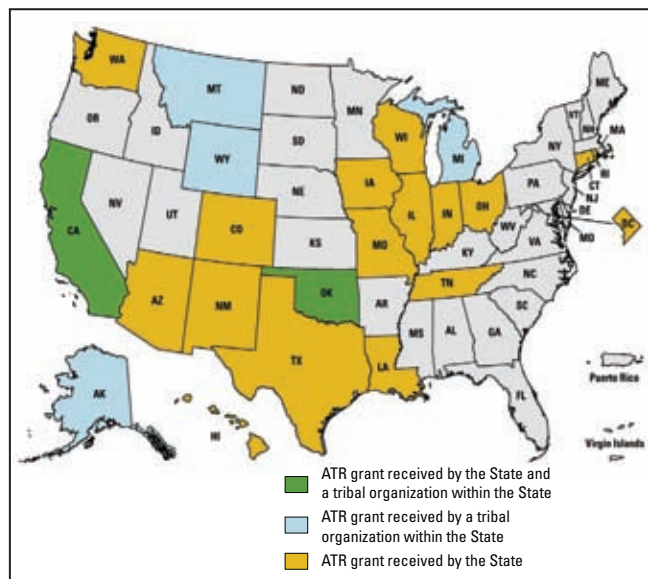 WA
MT
ND
MN
ME
OR
ID
SD
WI
MI
VT
NH
MA
NY
WY
RI
CT
NJ
PA
IA
NE
NV
UT
CO
IL
IN
OH
DE
MD
DC
CA
KS
MO
WV
VA
KY
NC
TN
AZ
NM
OK
AR
SC
MS
AL
GA
TX
LA
FL
AK
HI
Puerto Rico
Virgin Islands
ATR grant received by the State and
a tribal organization within the State
ATR grant received by a tribal
organization within the State
ATR grant received by the State